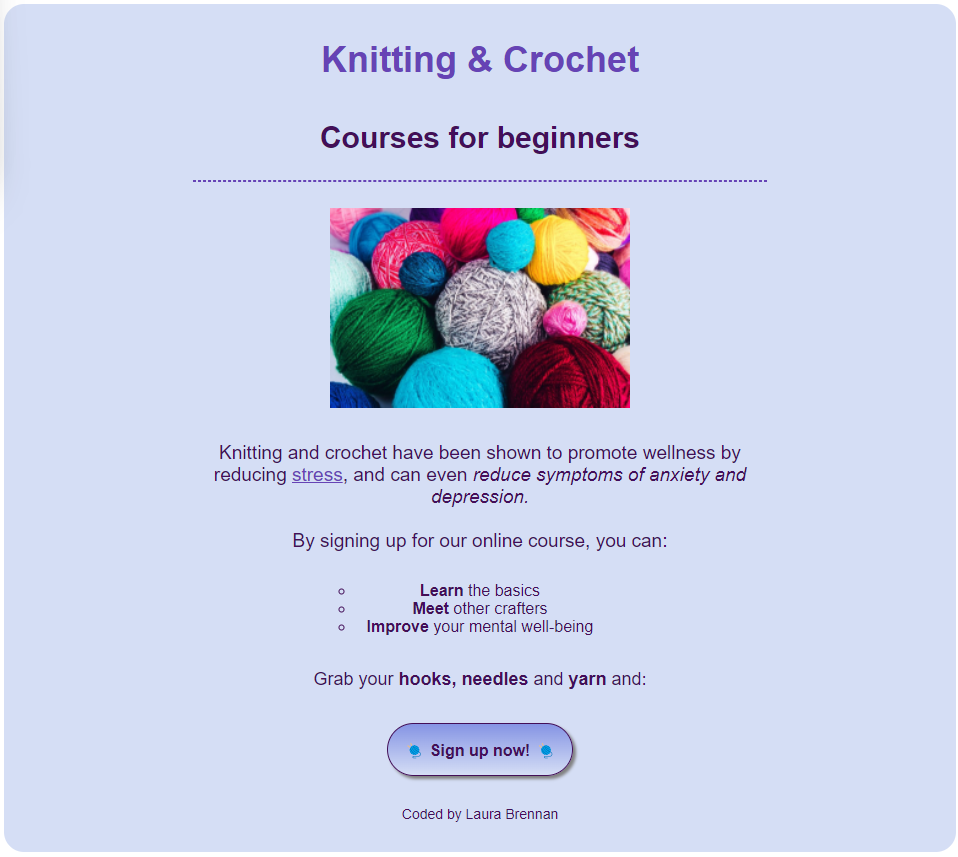 Knitting & Crochet
Courses for beginners
Knitting and crochet have been shown to promote wellness by
reducing stress, and can even reduce symptoms of anxiety and
depression.
By signing up for our online course, you can:
Learn the basics
Meet other crafters
Improve your mental well-being
Grab your hooks, needles and yarn and:
Sign up now!
Coded by Laura Brennan